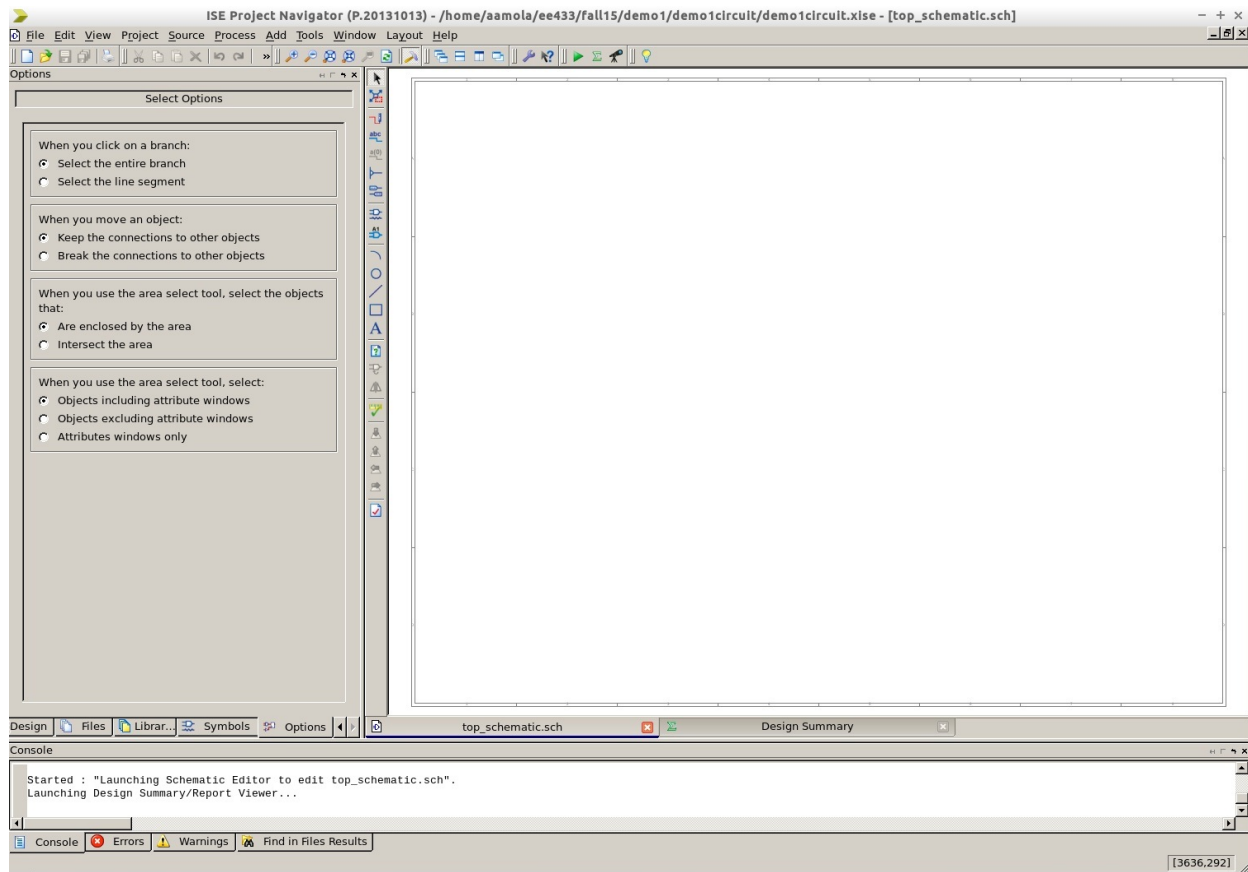 ISE Project Navigator (P.20131013) - /home/aamola/ee433/fall15/demo1/demo1circuit/demo1circuit.xise - [top_schematic.sch]
File Edit View Project Source Process Add Tools Window Layout Help
Options
Select Options
When you click on a branch:
Select the entire branch
Select the line segment
When you move an object:
Keep the connections to other objects
Break the connections to other objects
When you use the area select tool, select the objects
that:
Are enclosed by the area
Intersect the area
When you use the area select tool, select:
Objects including attribute windows
Objects excluding attribute windows
Attributes windows only
abc
A1
A
Design Files Librar... Symbols Options
top_schematic.sch Design Summary
Console
Started : "Launching Schematic Editor to edit top_schematic.sch".
Launching Design Summary/Report Viewer...
Console Errors Warnings Find in Files Results
[3636,292]